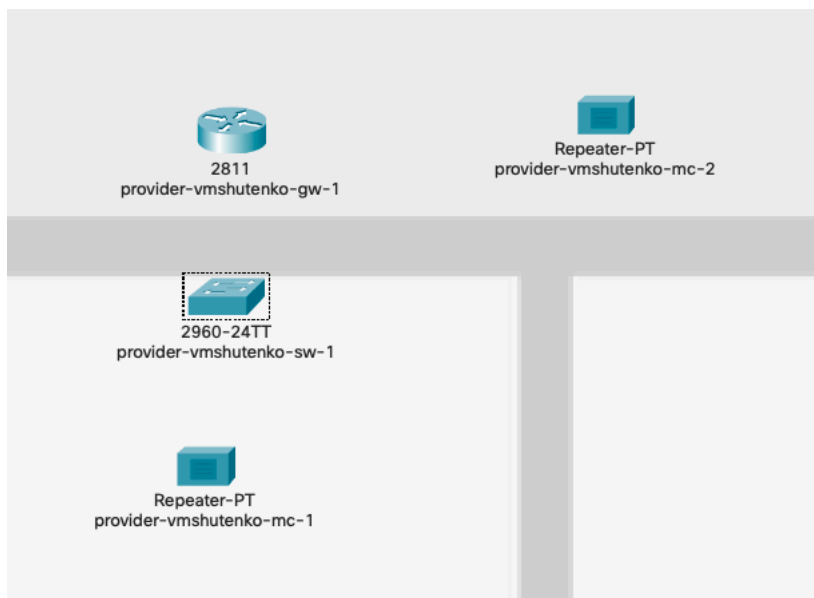 2811
provider-vmshutenko-gw-1
Repeater-PT
provider-vmshutenko-mc-2
2960-24TT
provider-vmshutenko-sw-1
Repeater-PT
provider-vmshutenko-mc-1